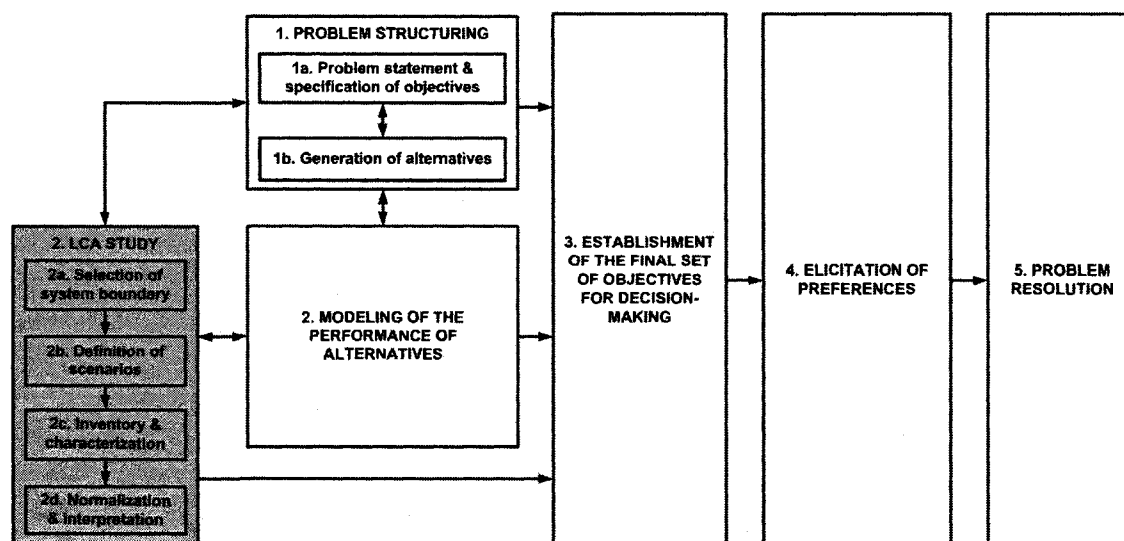 1. PROBLEM STRUCTURING
1a. Problem statement &
specification of objectives
1b. Generation of alternatives
2. LCA STUDY
2a. Selection of
system boundary
2b. Definition of
scenarios
2c. Inventory &
characterization
2d. Normalization
& interpretation
2. MODELING OF THE
PERFORMANCE OF
ALTERNATIVES
3. ESTABLISHMENT
OF THE FINAL SET
OF OBJECTIVES
FOR DECISION-
MAKING
4. ELICITATION OF
PREFERENCES
5. PROBLEM
RESOLUTION